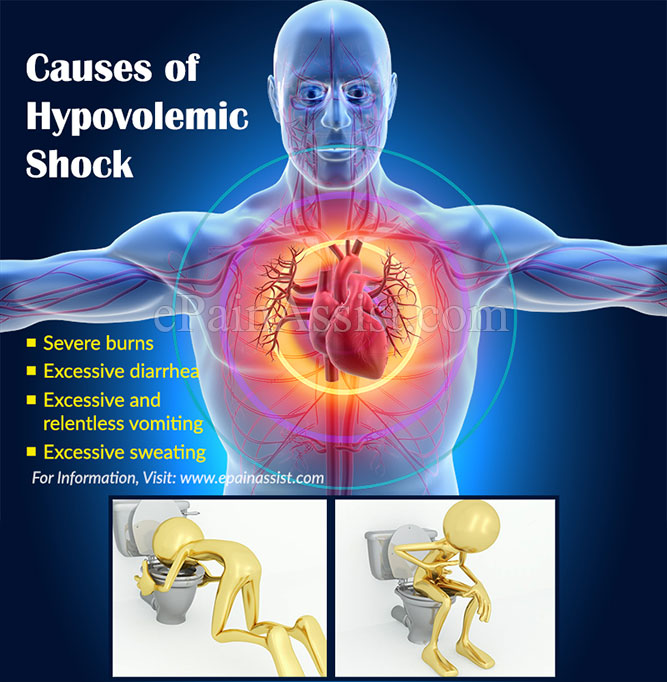 Causes of
Hypovolemic
Shock
ePainAssist.com
■ Severe burns
■ Excessive diarrhea
■ Excessive and
relentless vomiting
■ Excessive sweating
For Information, Visit: www.epainassist.com